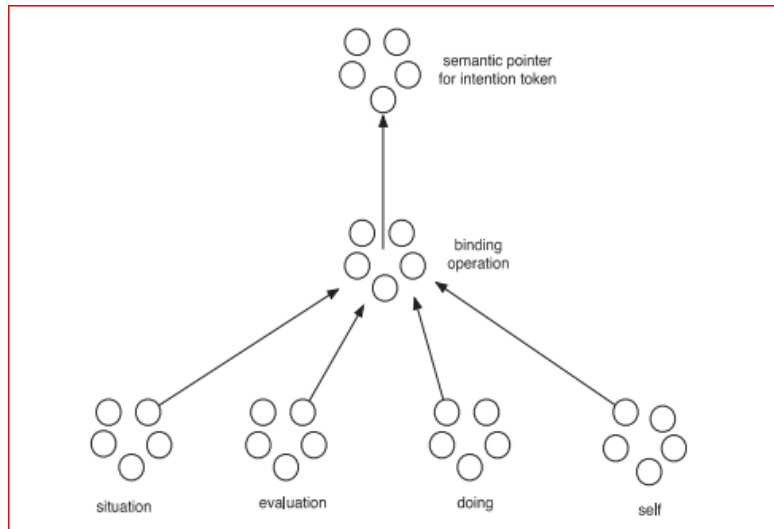 semantic pointer
for intention token
binding
operation
situation
evaluation
doing
self